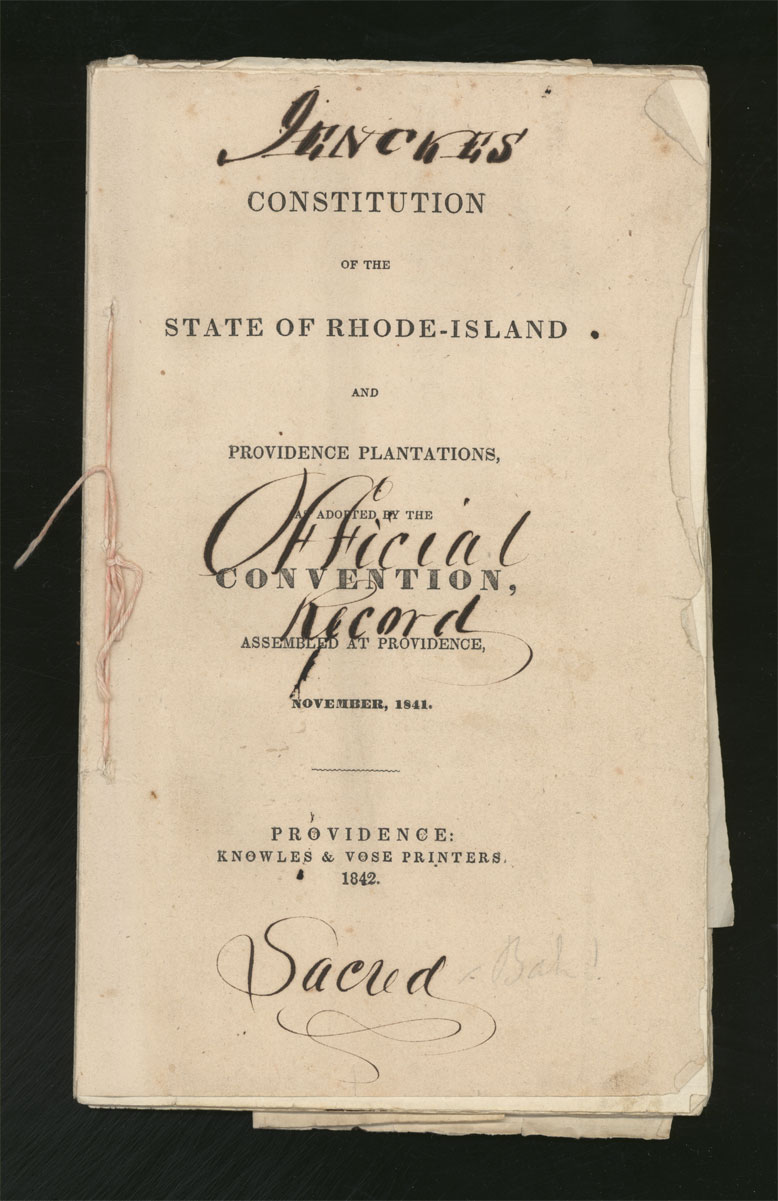 JENCKES
CONSTITUTION
OF THE
STATE OF RHODE-ISLAND
AND
PROVIDENCE PLANTATIONS,
AS ADOPTED BY THE
Official
CONVENTION,
Record
ASSEMBLED AT PROVIDENCE,
NOVEMBER, 1841.
PROVIDENCE:
KNOWLES & VOSE PRINTERS.
1842.
Sacred - Bah!